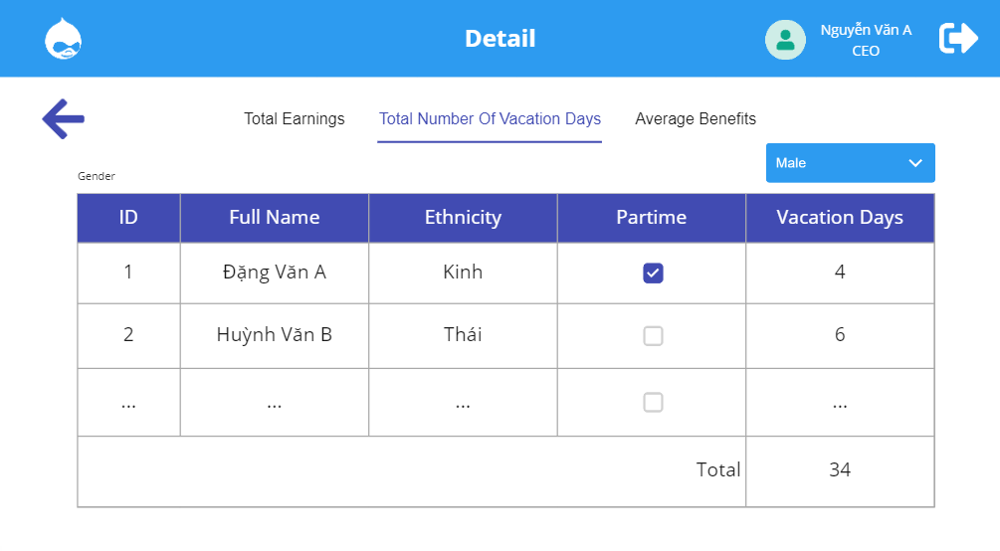 Detail
Nguyễn Văn A
CEO
Total Earnings
Total Number Of Vacation Days
Average Benefits
Male
Gender
ID Full Name Ethnicity Partime Vacation Days
1 Đặng Văn A Kinh 4
2 Huỳnh Văn B Thái 6
... ... ... ...
Total 34